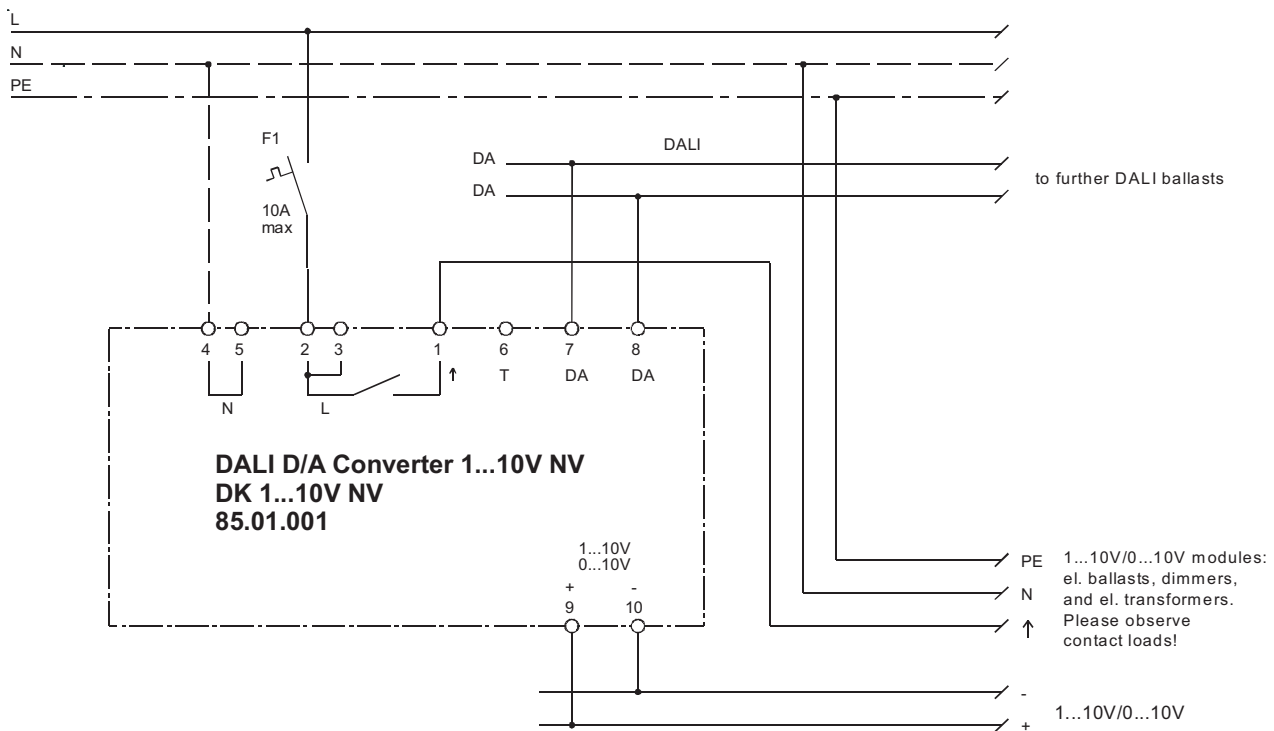 L
N
PE
F1
10A
max
DA
DALI
DA
to further DALI ballasts
4 5 2 3 1 6 7 8
↑ T DA DA
N L
DALI D/A Converter 1...10V NV
DK 1...10V NV
85.01.001
1...10V
0...10V
+ -
9 10
PE
N
↑
1...10V/0...10V modules:
el. ballasts, dimmers,
and el. transformers.
Please observe
contact loads!
-
+
1...10V/0...10V